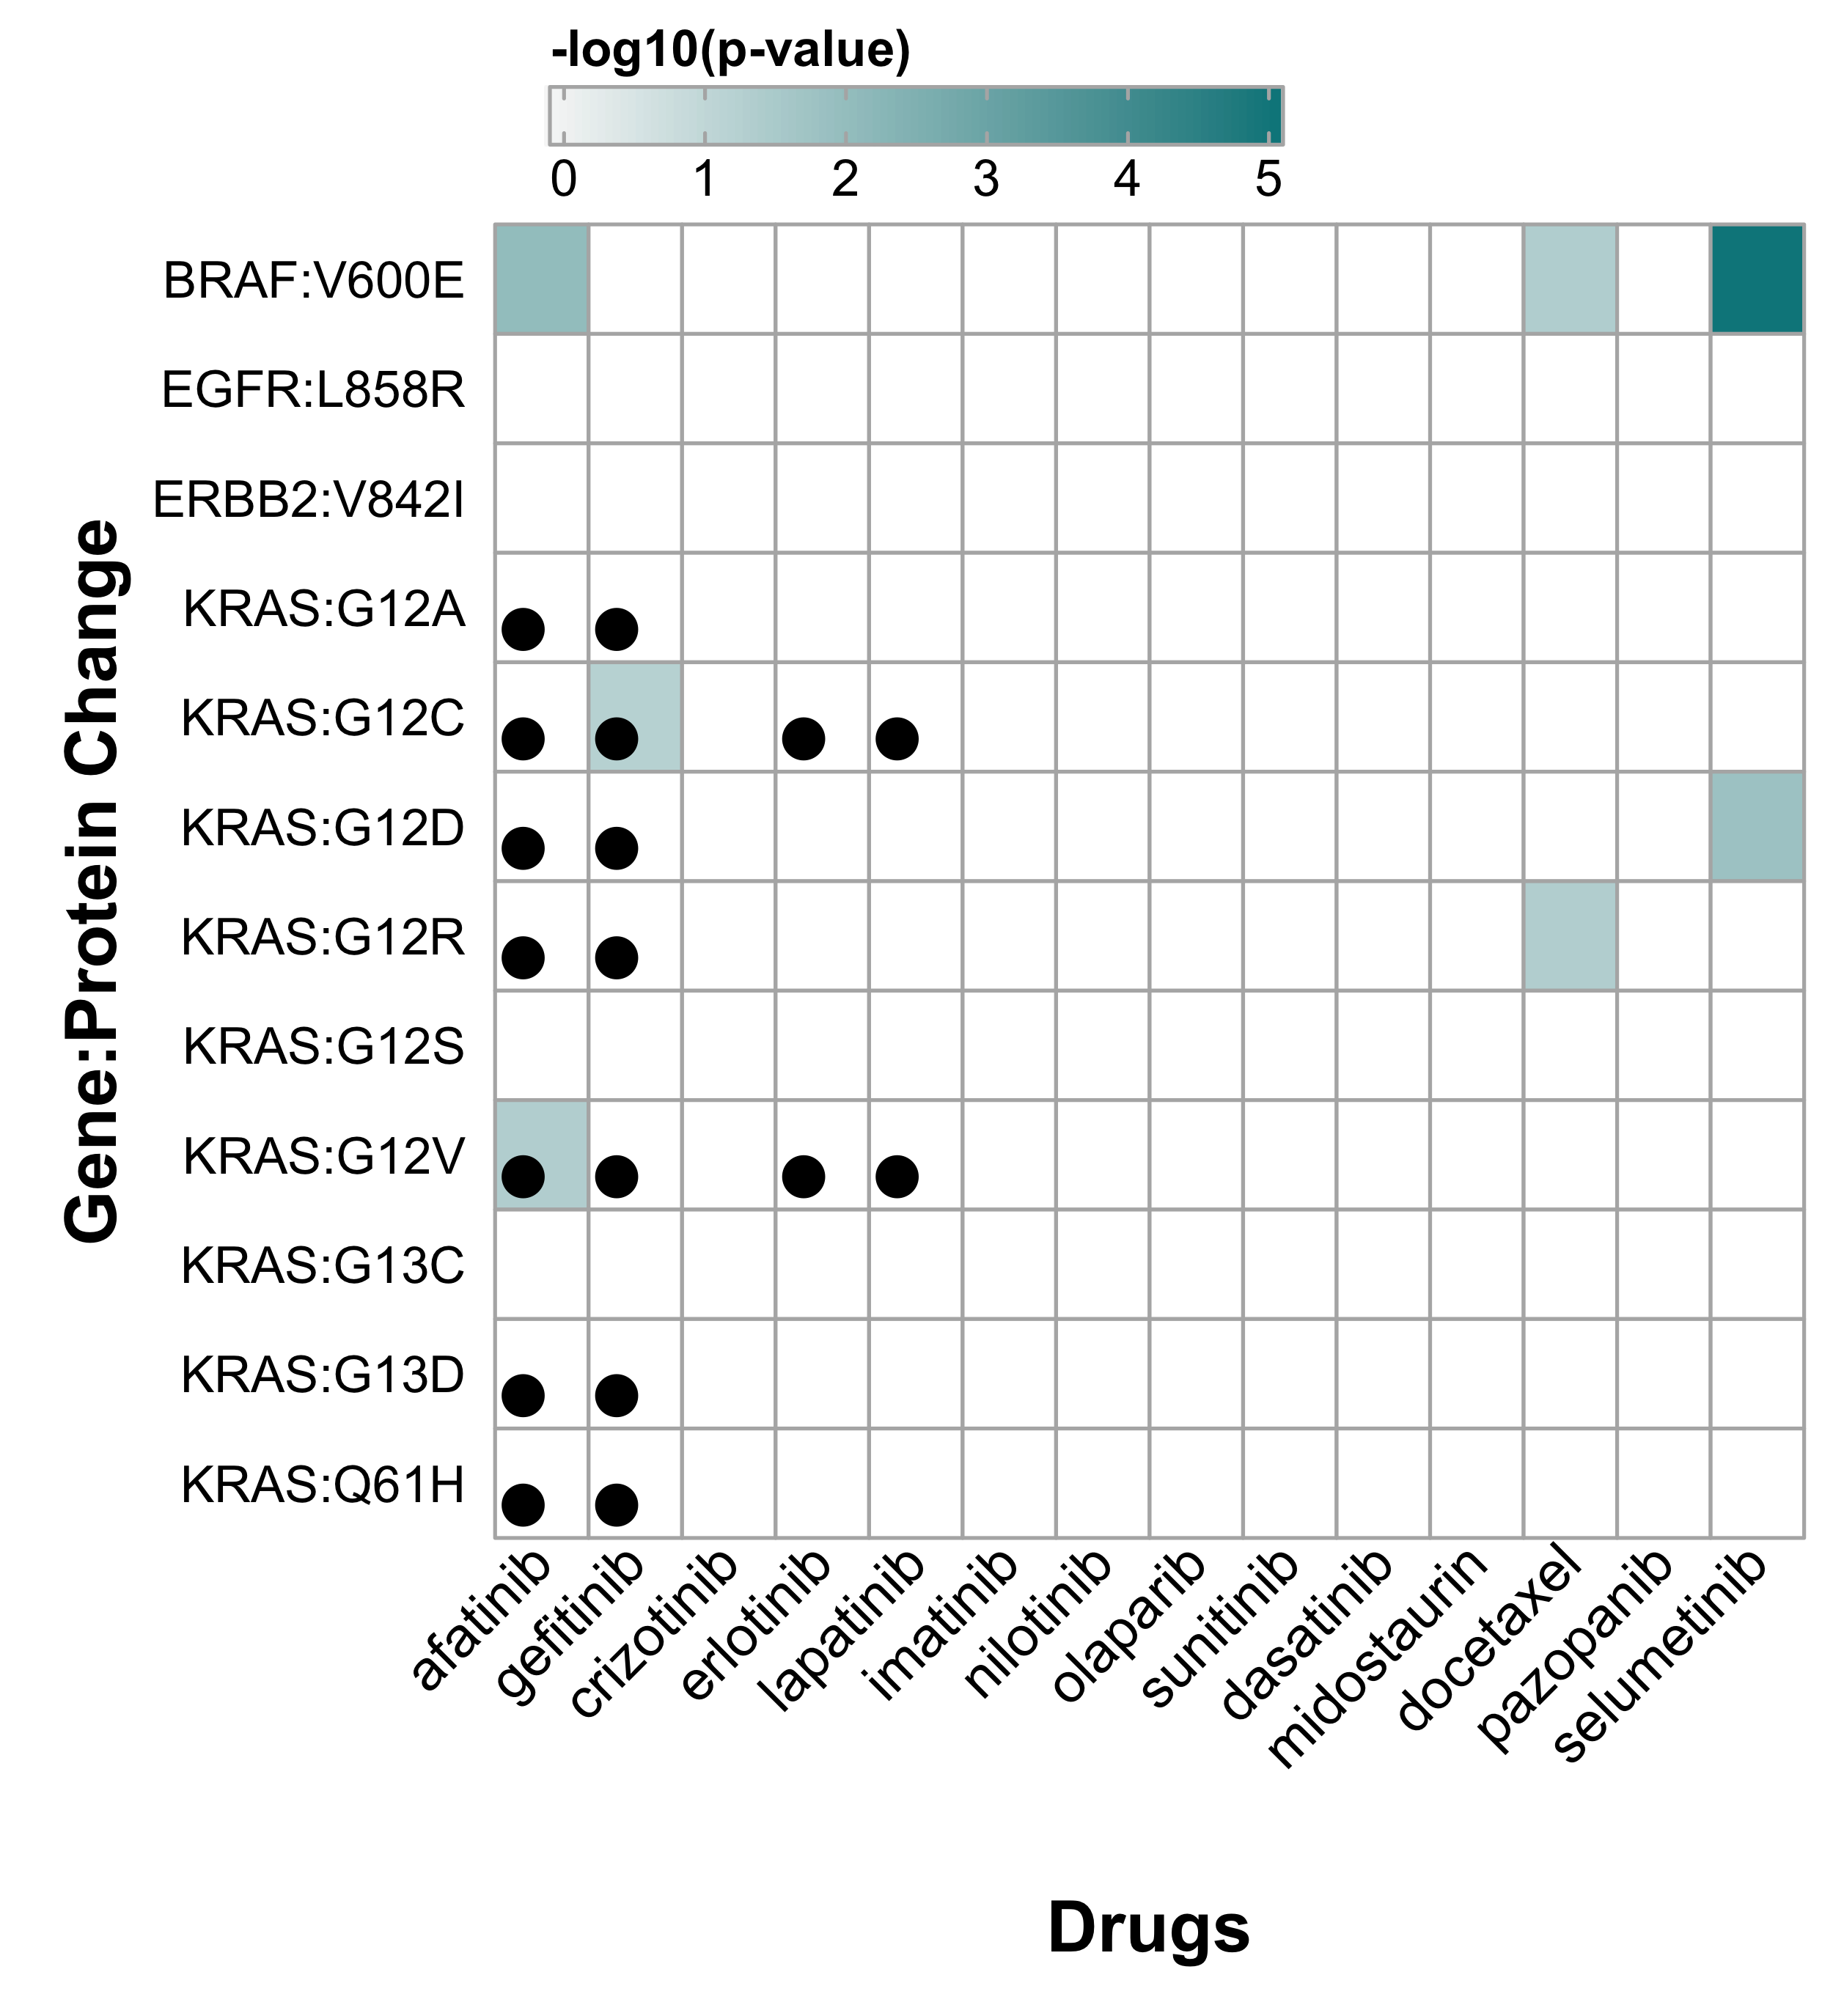 -log10(p-value)
0 1 2 3 4 5
Gene:Protein Change
BRAF:V600E
EGFR:L858R
ERBB2:V842I
KRAS:G12A
KRAS:G12C
KRAS:G12D
KRAS:G12R
KRAS:G12S
KRAS:G12V
KRAS:G13C
KRAS:G13D
KRAS:Q61H
afatinib
gefitinib
crizotinib
erlotinib
lapatinib
imatinib
nilotinib
olaparib
sunitinib
dasatinib
midostaurin
docetaxel
pazopanib
selumetinib
Drugs